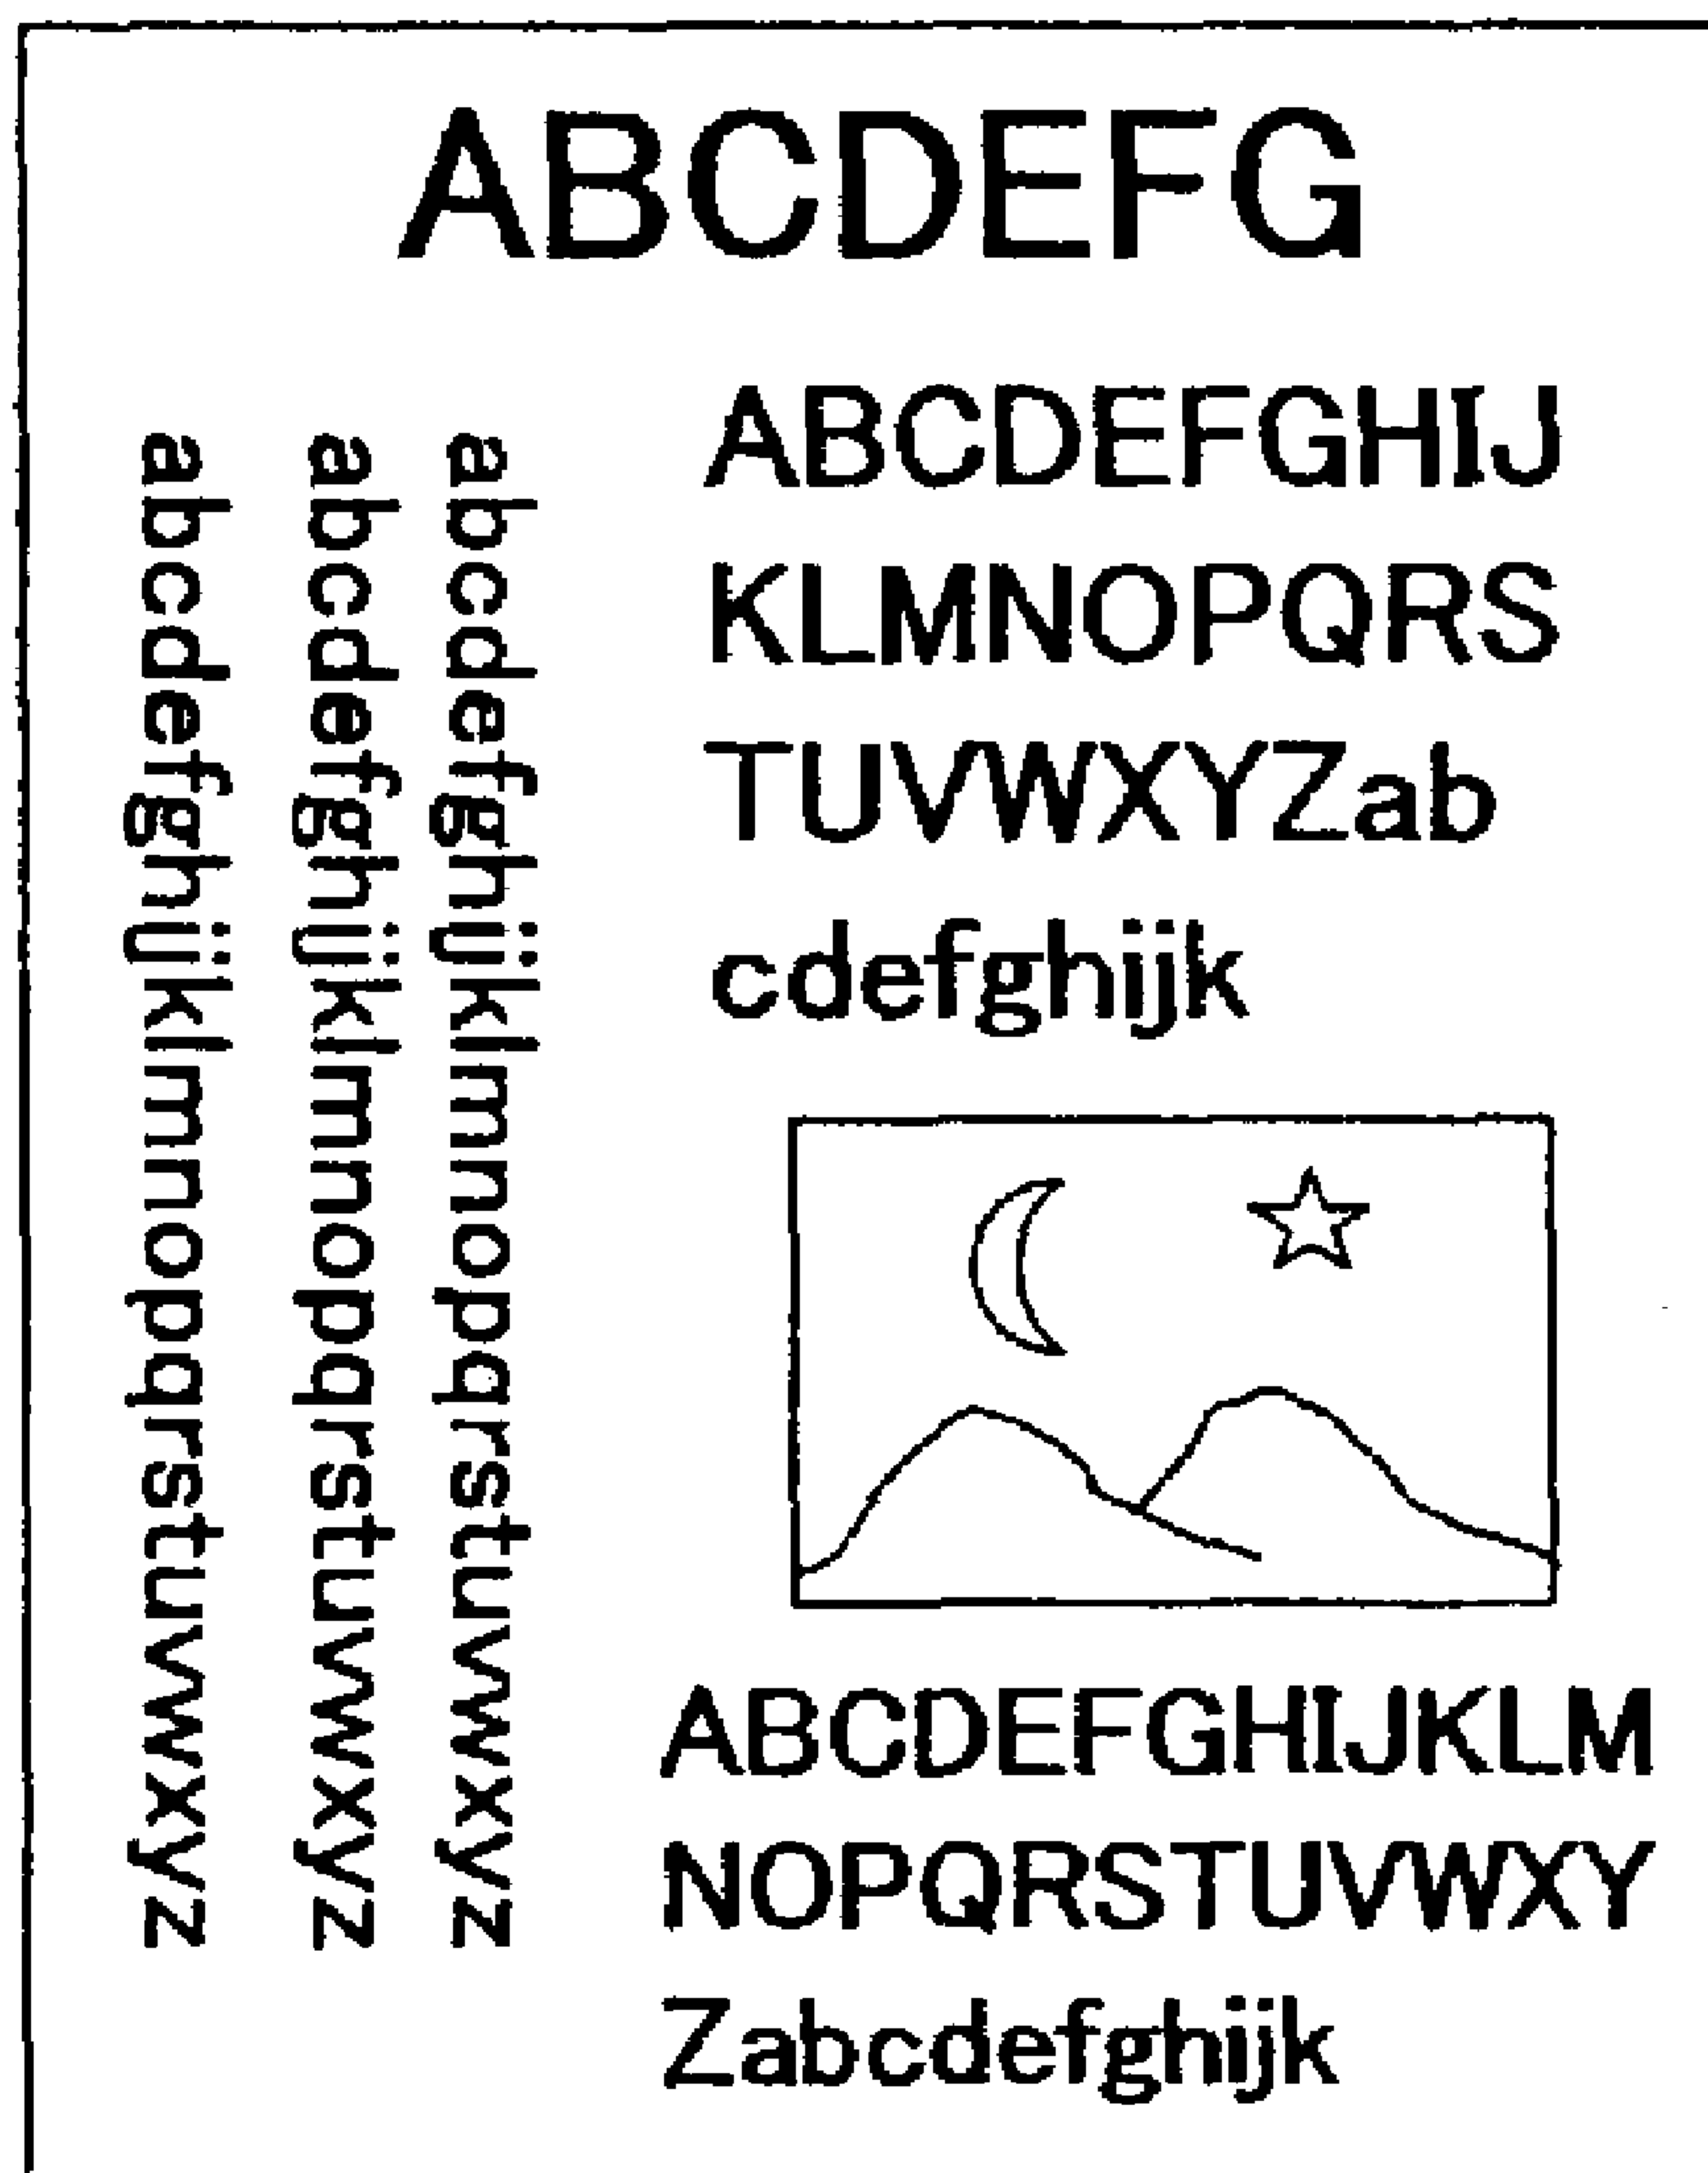 ABCDEFG
abcdefghijklmnopqrstuvwxyz
abcdefghijklmnopqrstuvwxyz
abcdefghijklmnopqrstuvwxyz
ABCDEFGHIJ
KLMNOPQRS
TUVWXYZab
cdefghijk
ABCDEFGHIJKLM
NOPQRSTUVWXY
Zabcdefghijk